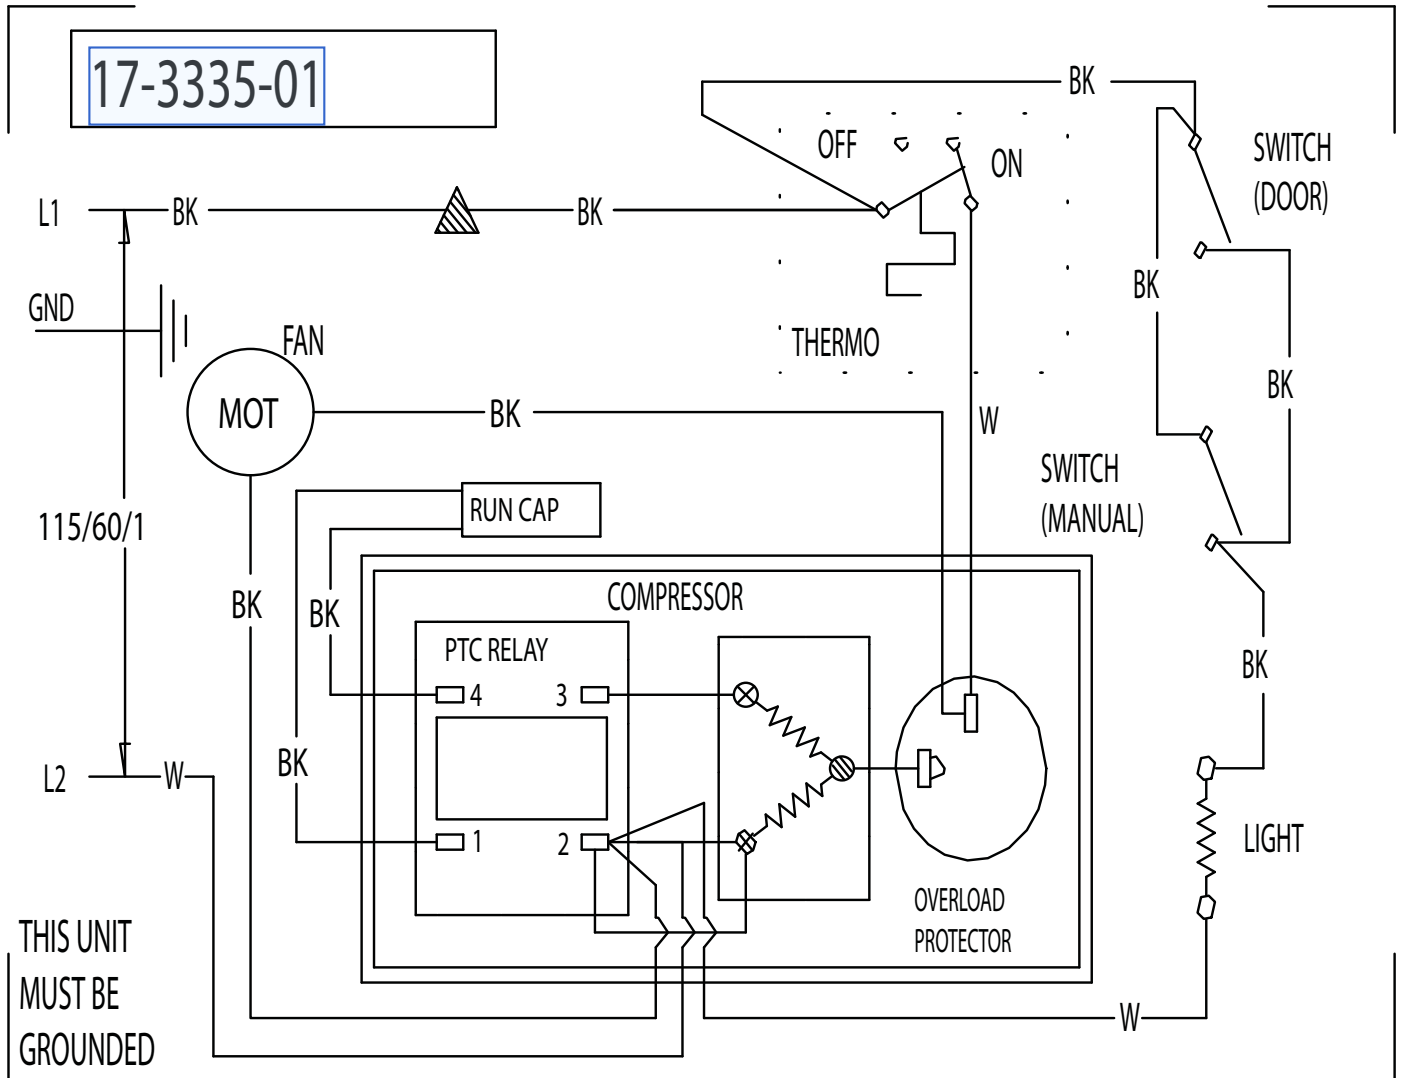 17-3335-01
BK
OFF
ON
SWITCH
(DOOR)
L1
BK
BK
GND
BK
THERMO
FAN
MOT
BK
W
BK
SWITCH
(MANUAL)
RUN CAP
115/60/1
COMPRESSOR
BK
BK
PTC RELAY
BK
4
3
BK
L2
W
1
2
LIGHT
OVERLOAD
PROTECTOR
THIS UNIT
MUST BE
GROUNDED
W